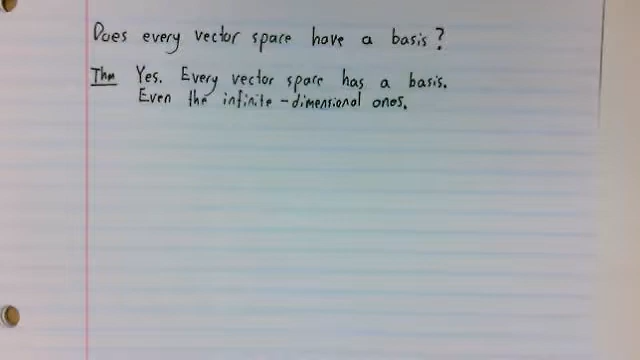 Does every vector space have a basis?
Thm Yes. Every vector space has a basis.
Even the infinite-dimensional ones.